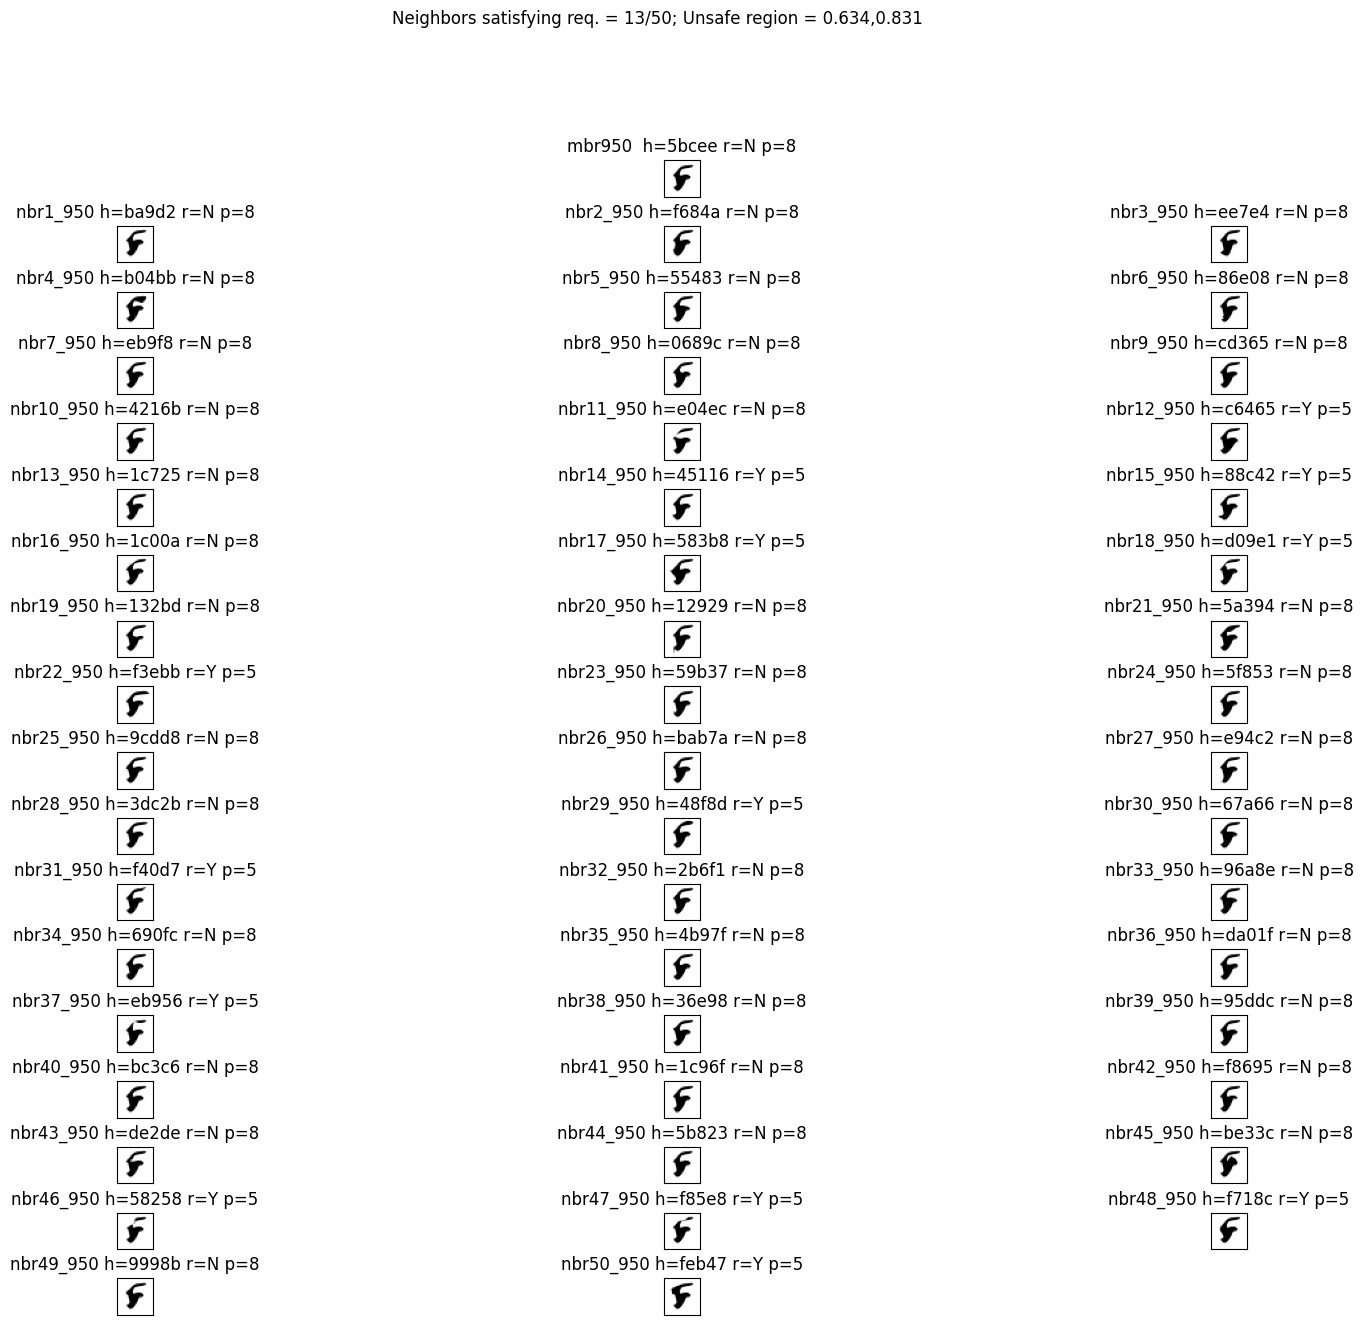 Neighbors satisfying req. = 13/50; Unsafe region = 0.634,0.831
mbr950  h=5bcee r=N p=8
nbr1_950 h=ba9d2 r=N p=8
nbr2_950 h=f684a r=N p=8
nbr3_950 h=ee7e4 r=N p=8
nbr4_950 h=b04bb r=N p=8
nbr5_950 h=55483 r=N p=8
nbr6_950 h=86e08 r=N p=8
nbr7_950 h=eb9f8 r=N p=8
nbr8_950 h=0689c r=N p=8
nbr9_950 h=cd365 r=N p=8
nbr10_950 h=4216b r=N p=8
nbr11_950 h=e04ec r=N p=8
nbr12_950 h=c6465 r=Y p=5
nbr13_950 h=1c725 r=N p=8
nbr14_950 h=45116 r=Y p=5
nbr15_950 h=88c42 r=Y p=5
nbr16_950 h=1c00a r=N p=8
nbr17_950 h=583b8 r=Y p=5
nbr18_950 h=d09e1 r=Y p=5
nbr19_950 h=132bd r=N p=8
nbr20_950 h=12929 r=N p=8
nbr21_950 h=5a394 r=N p=8
nbr22_950 h=f3ebb r=Y p=5
nbr23_950 h=59b37 r=N p=8
nbr24_950 h=5f853 r=N p=8
nbr25_950 h=9cdd8 r=N p=8
nbr26_950 h=bab7a r=N p=8
nbr27_950 h=e94c2 r=N p=8
nbr28_950 h=3dc2b r=N p=8
nbr29_950 h=48f8d r=Y p=5
nbr30_950 h=67a66 r=N p=8
nbr31_950 h=f40d7 r=Y p=5
nbr32_950 h=2b6f1 r=N p=8
nbr33_950 h=96a8e r=N p=8
nbr34_950 h=690fc r=N p=8
nbr35_950 h=4b97f r=N p=8
nbr36_950 h=da01f r=N p=8
nbr37_950 h=eb956 r=Y p=5
nbr38_950 h=36e98 r=N p=8
nbr39_950 h=95ddc r=N p=8
nbr40_950 h=bc3c6 r=N p=8
nbr41_950 h=1c96f r=N p=8
nbr42_950 h=f8695 r=N p=8
nbr43_950 h=de2de r=N p=8
nbr44_950 h=5b823 r=N p=8
nbr45_950 h=be33c r=N p=8
nbr46_950 h=58258 r=Y p=5
nbr47_950 h=f85e8 r=Y p=5
nbr48_950 h=f718c r=Y p=5
nbr49_950 h=9998b r=N p=8
nbr50_950 h=feb47 r=Y p=5